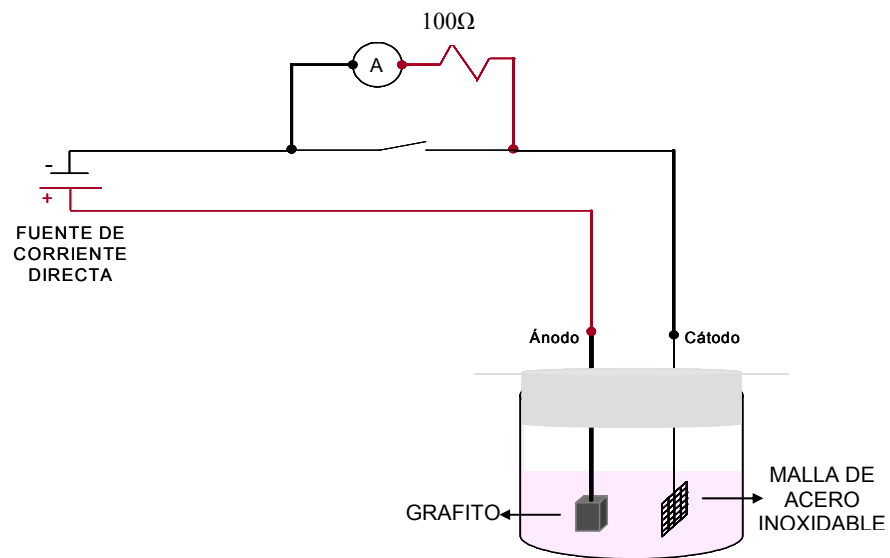 100Ω
A
-
+
FUENTE DE
CORRIENTE
DIRECTA
Ánodo
Cátodo
GRAFITO
MALLA DE
ACERO
INOXIDABLE